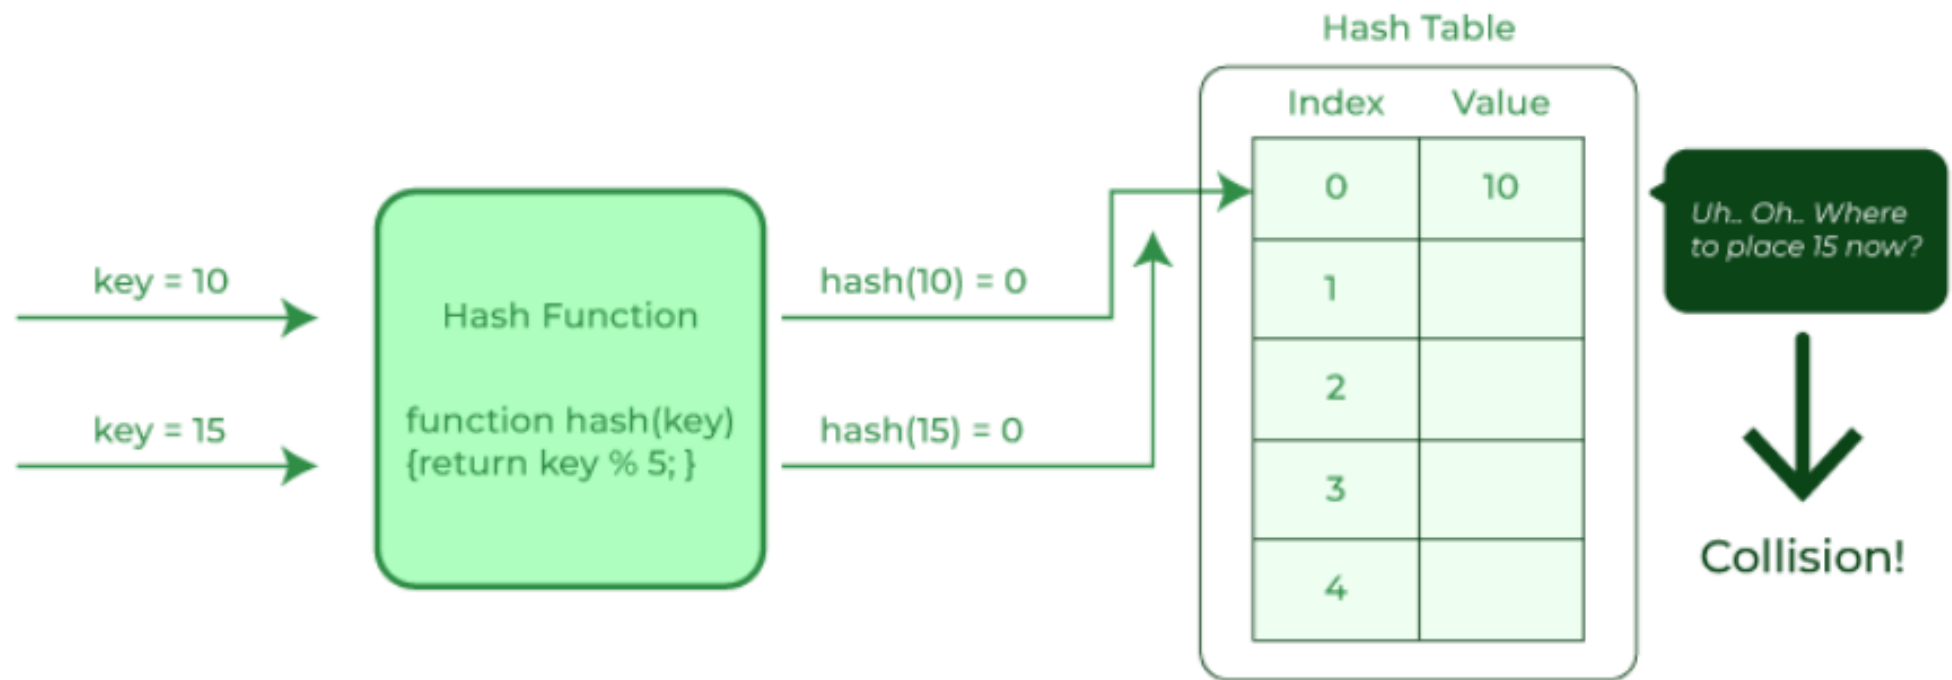 Hash Table
Index Value
0 10
1
2
3
4
key = 10
key = 15
Hash Function
function hash(key)
{return key % 5; }
hash(10) = 0
hash(15) = 0
Uh.. Oh.. Where
to place 15 now?
Collision!